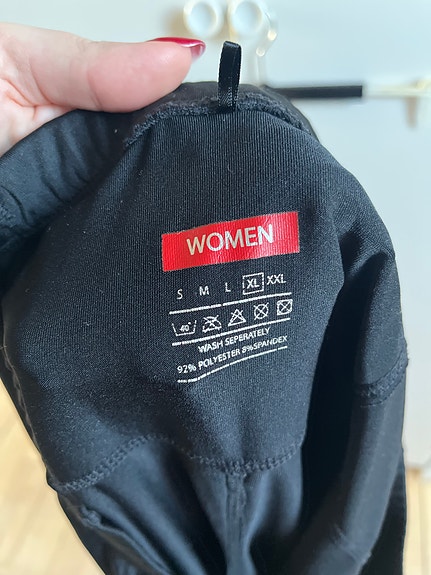 WOMEN
S M L XL XXL
40°
WASH SEPERATELY
92% POLYESTER 8%SPANDEX